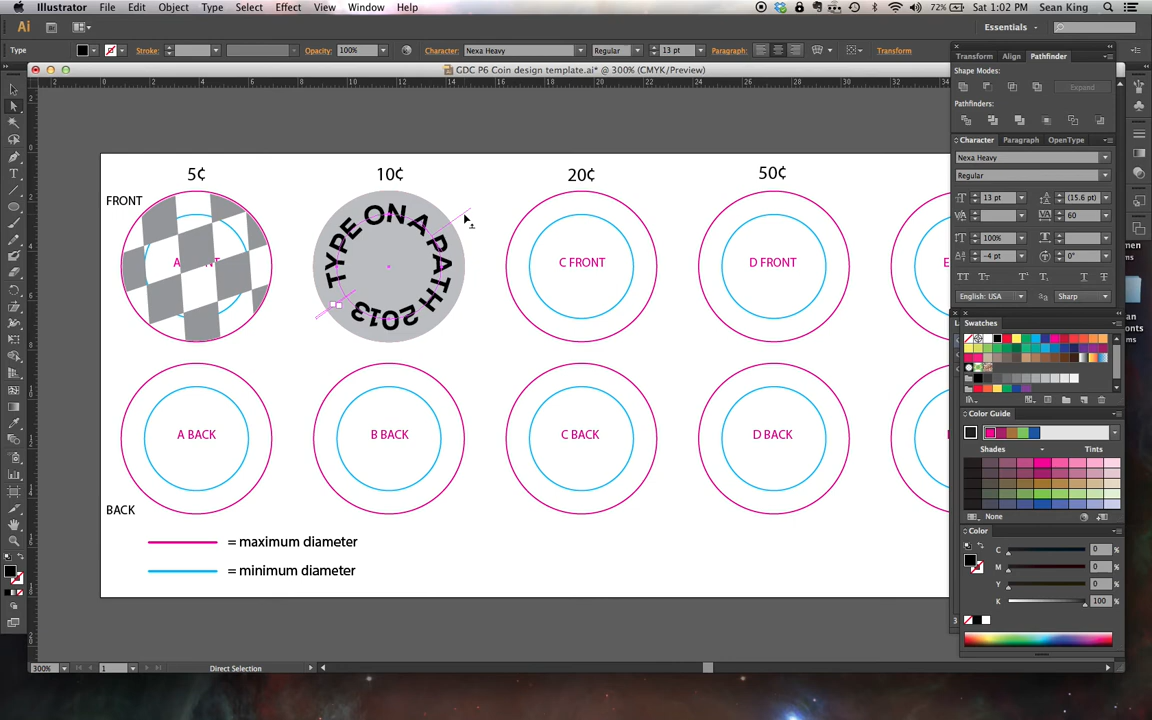 Illustrator File Edit Object Type Select Effect View Window Help 72% Sat 1:02 PM Sean King
Ai Essentials
Type Stroke: Opacity: 100% Character: Nexa Heavy Regular 13 pt Paragraph: Transform
GDC P6 Coin design template.ai* @ 300% (CMYK/Preview)
Transform Align Pathfinder
Shape Modes:
Expand
Pathfinders:
Character Paragraph OpenType
Nexa Heavy
Regular
13 pt (15.6 pt)
60
100%
-4 pt 0°
English: USA Sharp
Swatches
Color Guide
Shades Tints
None
Color
C 0 %
M 0 %
Y 0 %
K 100 %
5¢ 10¢ 20¢ 50¢
FRONT
TYPE ON A PATH 2013
C FRONT D FRONT
A BACK B BACK C BACK D BACK
BACK
= maximum diameter
= minimum diameter
300% 1 Direct Selection